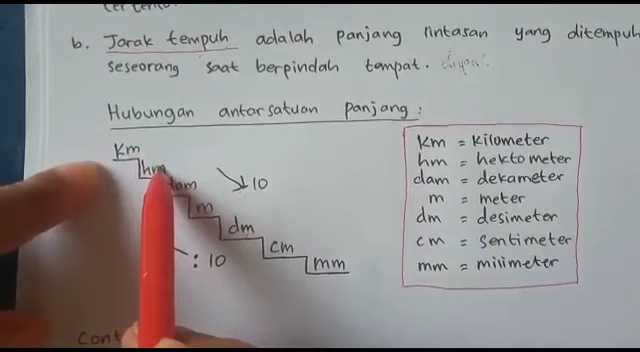 b. Jarak tempuh adalah panjang lintasan yang ditempuh
seseorang saat berpindah tempat.
Hubungan antarsatuan panjang:
km
hm
dam
m
dm
cm
mm
↘ 10
: 10
km = kilometer
hm = hektometer
dam = dekameter
m = meter
dm = desimeter
cm = sentimeter
mm = milimeter